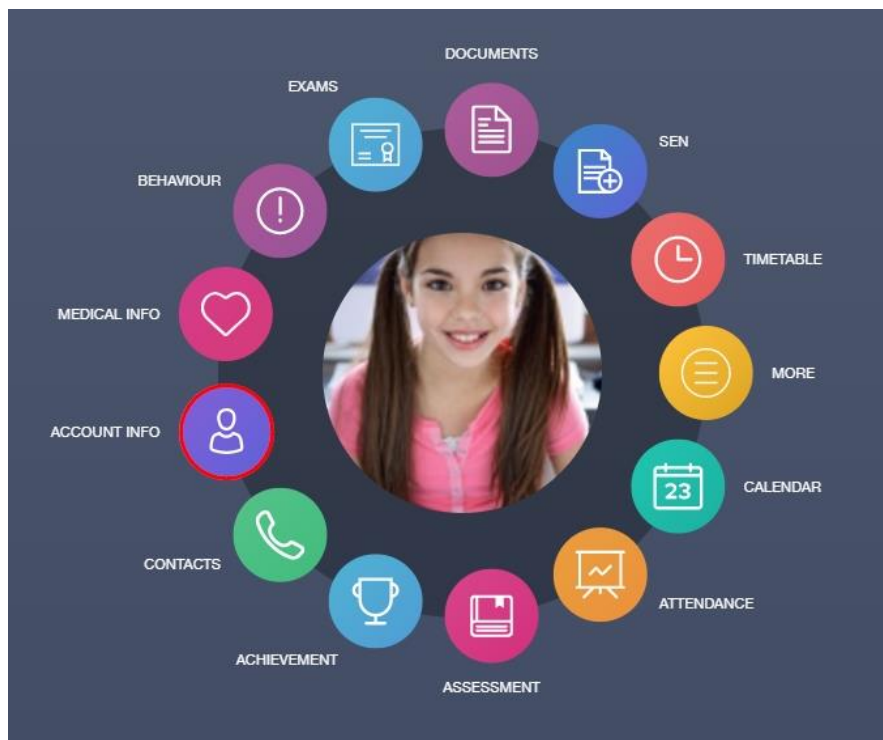 DOCUMENTS
EXAMS
SEN
BEHAVIOUR
TIMETABLE
MEDICAL INFO
MORE
ACCOUNT INFO
CALENDAR
23
CONTACTS
ATTENDANCE
ACHIEVEMENT
ASSESSMENT